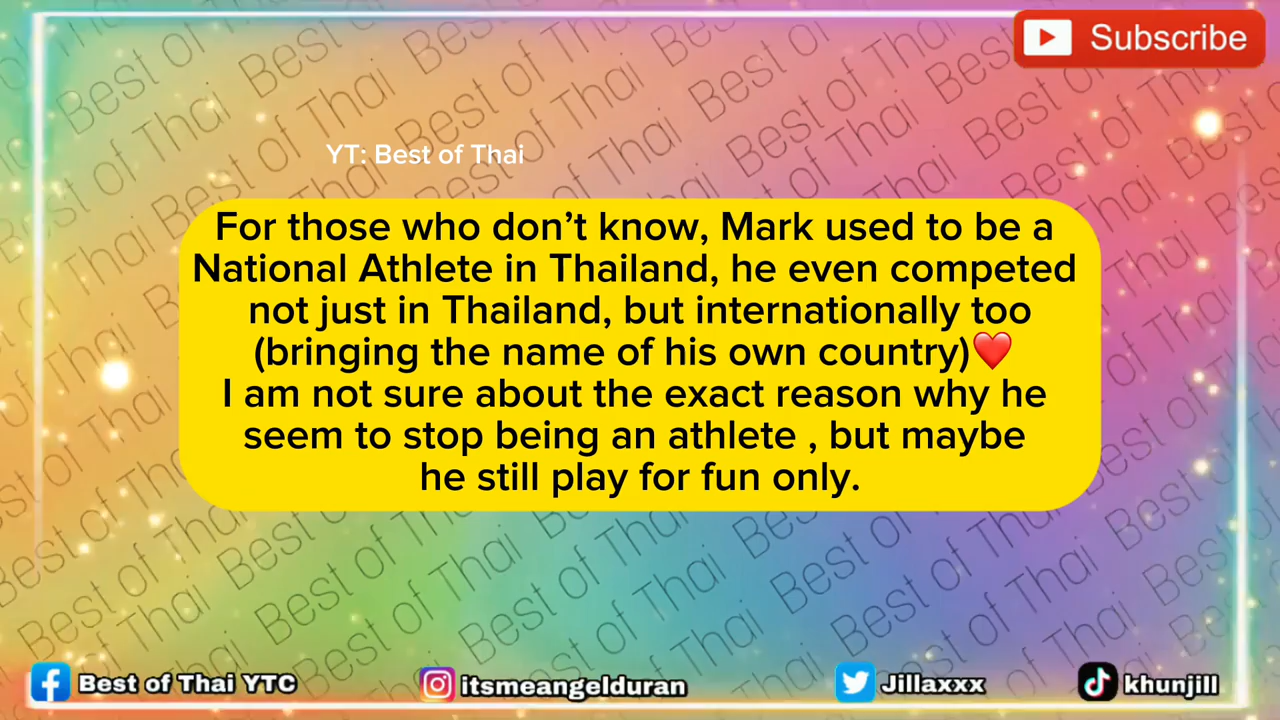 Subscribe
YT: Best of Thai
For those who don’t know, Mark used to be a
National Athlete in Thailand, he even competed
not just in Thailand, but internationally too
(bringing the name of his own country)❤️
I am not sure about the exact reason why he
seem to stop being an athlete , but maybe
he still play for fun only.
Best of Thai YTC
itsmeangelduran
Jillaxxx
khunjill
Best of Thai